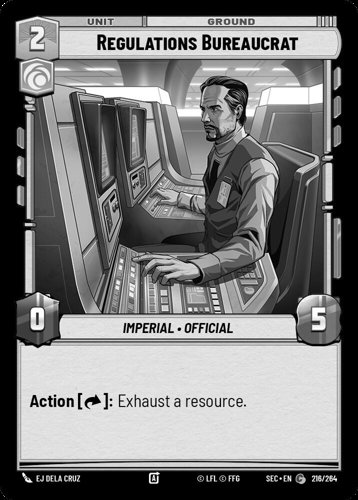 UNIT GROUND
2 REGULATIONS BUREAUCRAT
0 5
IMPERIAL • OFFICIAL
Action [↷]: Exhaust a resource.
EJ DELA CRUZ A © LFL © FFG SEC • EN C 216/264